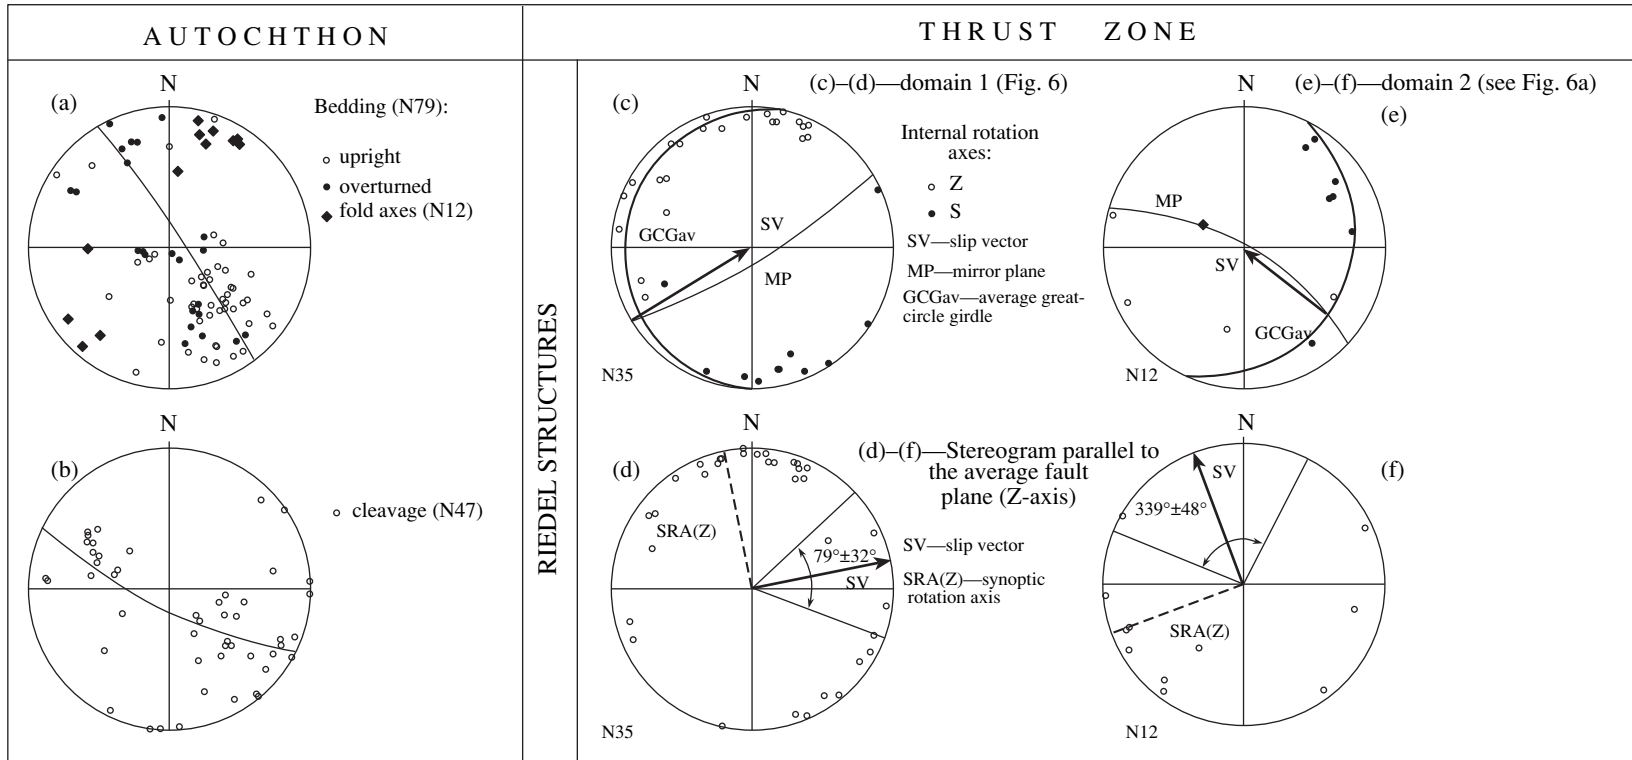 AUTOCHTHON
THRUST ZONE
RIEDEL STRUCTURES
(a)
N
Bedding (N79):
upright
overturned
fold axes (N12)
(b)
N
cleavage (N47)
(c)
N
(c)–(d)—domain 1 (Fig. 6)
Internal rotation
axes:
Z
S
SV—slip vector
MP—mirror plane
GCGav—average great-
circle girdle
GCGav
SV
MP
N35
N
(e)–(f)—domain 2 (see Fig. 6a)
(e)
MP
SV
GCGav
N12
(d)
N
(d)–(f)—Stereogram parallel to
the average fault
plane (Z-axis)
SRA(Z)
79°±32°
SV
SV—slip vector
SRA(Z)—synoptic
rotation axis
N35
N
(f)
SV
339°±48°
SRA(Z)
N12